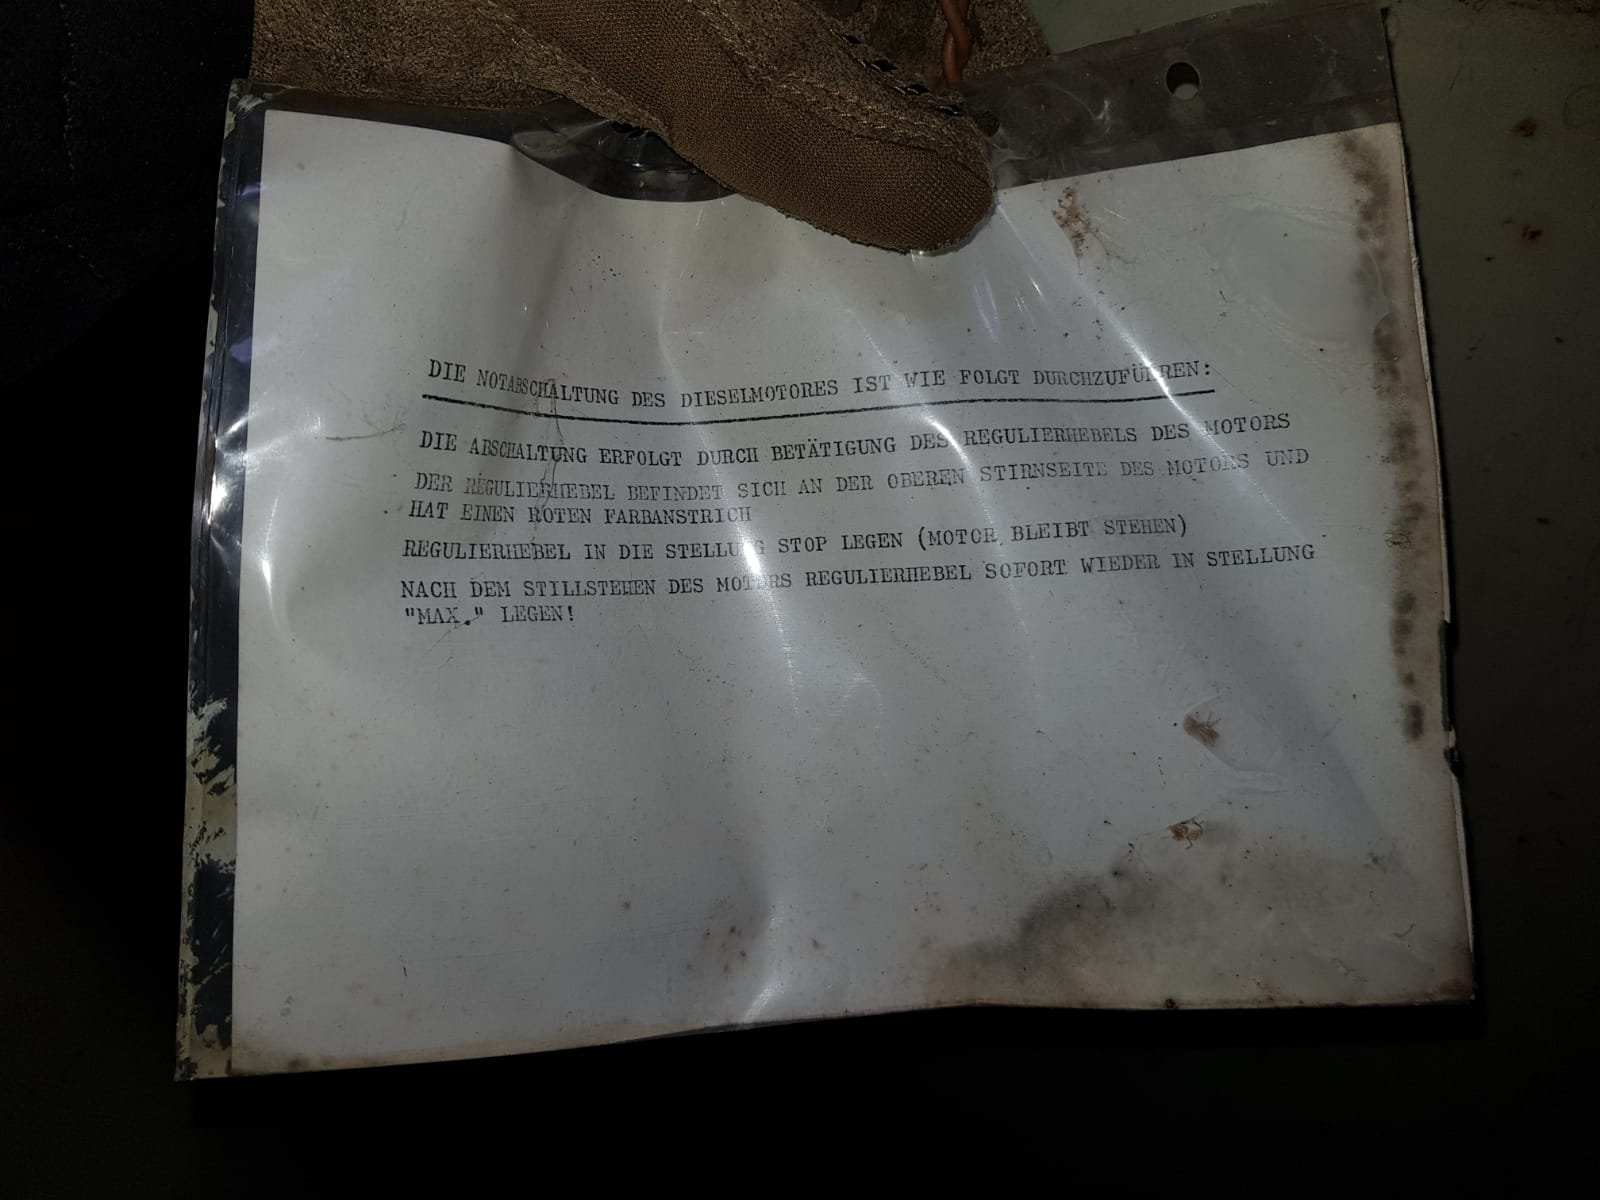 DIE NOTABSCHALTUNG DES DIESELMOTORES IST WIE FOLGT DURCHZUFÜHREN:
DIE ABSCHALTUNG ERFOLGT DURCH BETÄTIGUNG DES REGULIERHEBELS DES MOTORS
DER REGULIERHEBEL BEFINDET SICH AN DER OBEREN STIRNSEITE DES MOTORS UND
HAT EINEN ROTEN FARBANSTRICH
REGULIERHEBEL IN DIE STELLUNG STOP LEGEN (MOTOR BLEIBT STEHEN)
NACH DEM STILLSTEHEN DES MOTORS REGULIERHEBEL SOFORT WIEDER IN STELLUNG
"MAX." LEGEN!